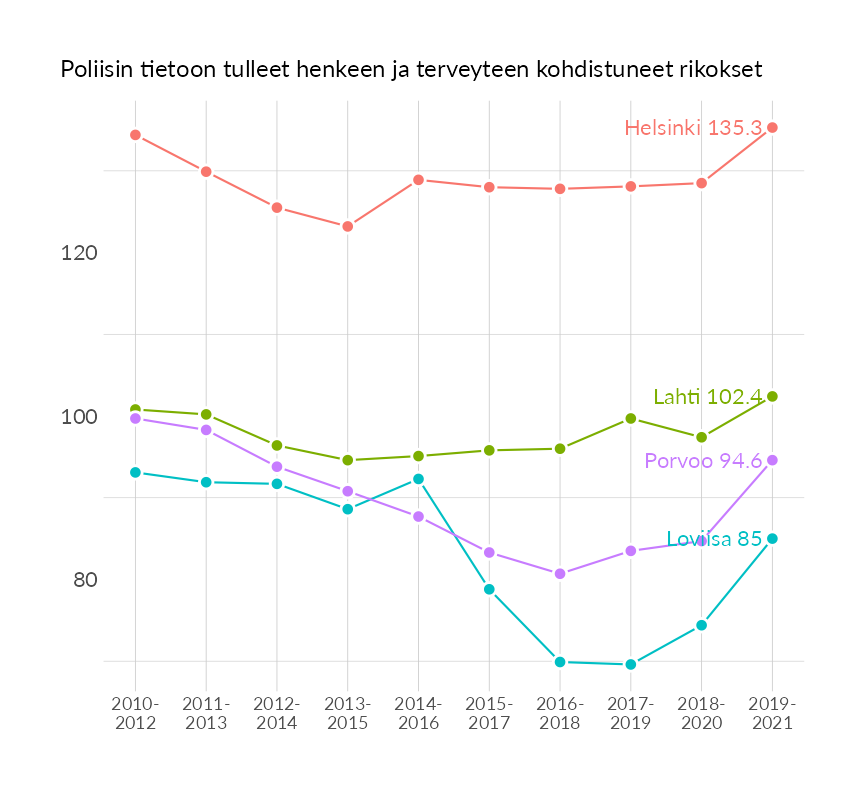 Poliisin tietoon tulleet henkeen ja terveyteen kohdistuneet rikokset
Helsinki 135.3
120
Lahti 102.4
100
Porvoo 94.6
Loviisa 85
80
2010- 2011- 2012- 2013- 2014- 2015- 2016- 2017- 2018- 2019-
2012 2013 2014 2015 2016 2017 2018 2019 2020 2021